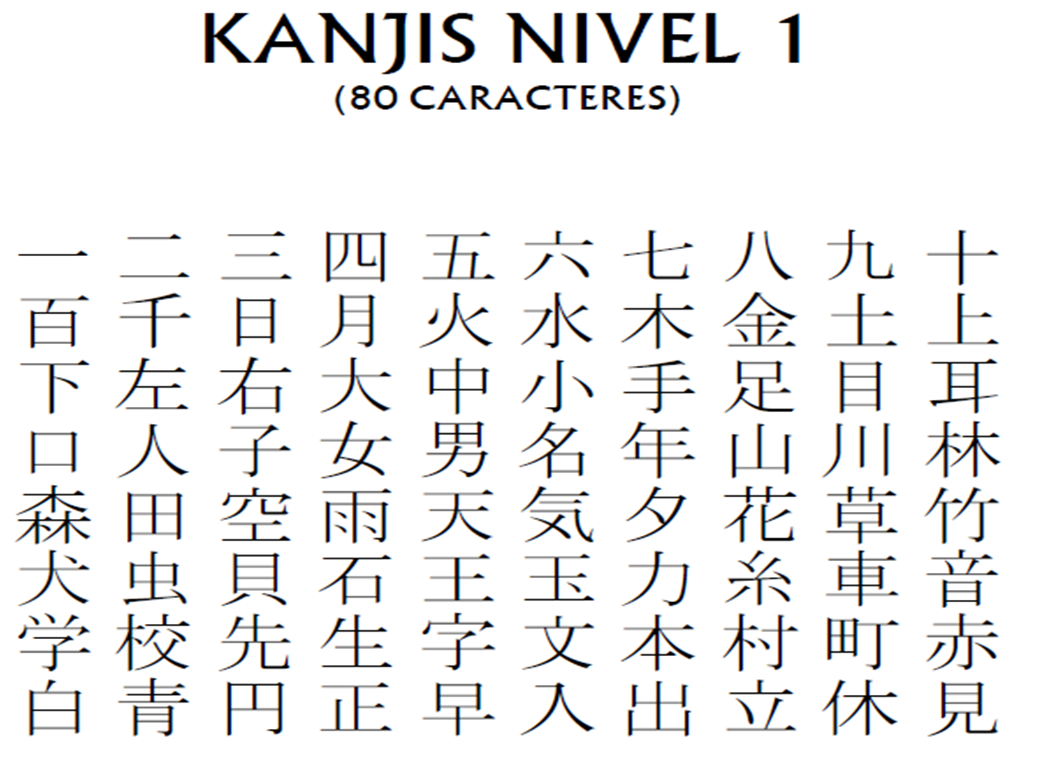 KANJIS NIVEL 1
(80 CARACTERES)
一 二 三 四 五 六 七 八 九 十
百 千 日 月 火 水 木 金 土 上
下 左 右 大 中 小 手 足 目 耳
口 人 子 女 男 名 年 山 川 林
森 田 空 雨 天 気 夕 花 草 竹
犬 虫 貝 石 王 玉 力 糸 車 音
学 校 先 生 字 文 本 村 町 赤
白 青 円 正 早 入 出 立 休 見